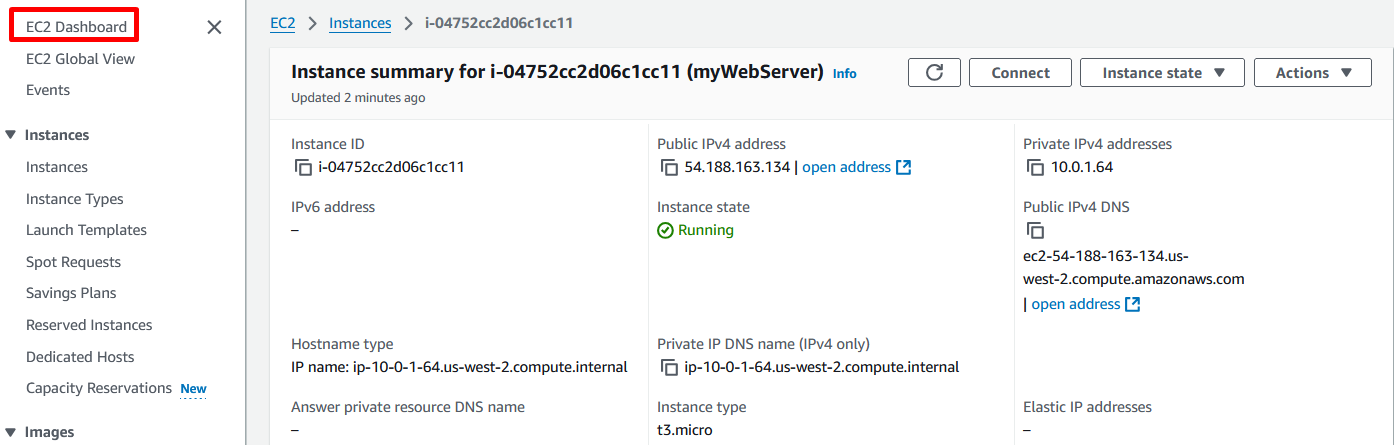 EC2 Dashboard
EC2 Global View
Events
Instances
Instances
Instance Types
Launch Templates
Spot Requests
Savings Plans
Reserved Instances
Dedicated Hosts
Capacity Reservations New
Images
EC2 > Instances > i-04752cc2d06c1cc11
Instance summary for i-04752cc2d06c1cc11 (myWebServer) Info
Updated 2 minutes ago
Connect
Instance state
Actions
Instance ID
i-04752cc2d06c1cc11
Public IPv4 address
54.188.163.134 | open address
Private IPv4 addresses
10.0.1.64
IPv6 address
–
Instance state
Running
Public IPv4 DNS
ec2-54-188-163-134.us-
west-2.compute.amazonaws.com
| open address
Hostname type
IP name: ip-10-0-1-64.us-west-2.compute.internal
Private IP DNS name (IPv4 only)
ip-10-0-1-64.us-west-2.compute.internal
Answer private resource DNS name
–
Instance type
t3.micro
Elastic IP addresses
–